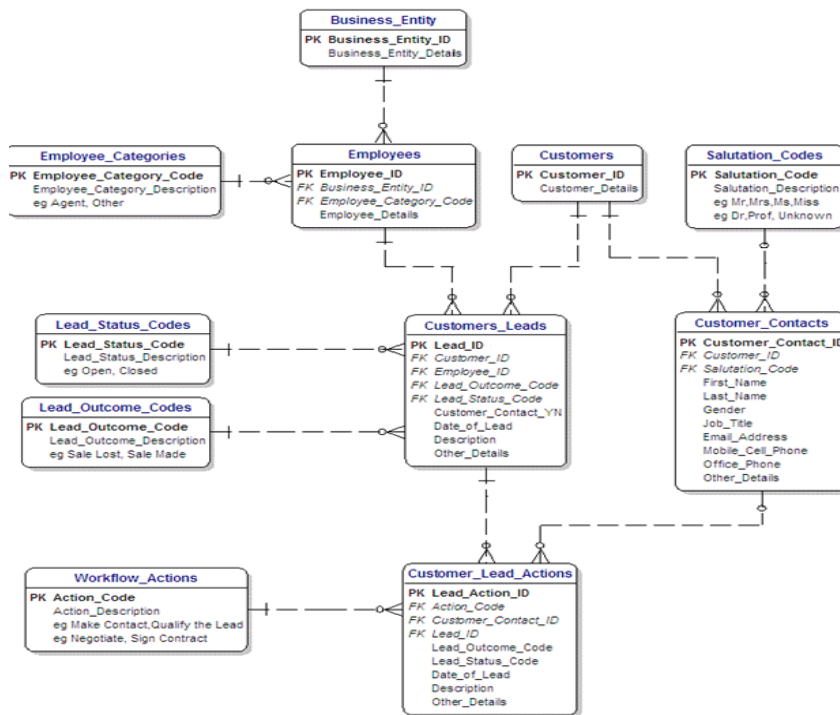 Business_Entity
PK Business_Entity_ID
Business_Entity_Details
Employee_Categories
PK Employee_Category_Code
Employee_Category_Description
eg Agent, Other
Employees
PK Employee_ID
FK Business_Entity_ID
FK Employee_Category_Code
Employee_Details
Customers
PK Customer_ID
Customer_Details
Salutation_Codes
PK Salutation_Code
Salutation_Description
eg Mr,Mrs,Ms,Miss
eg Dr,Prof, Unknown
Lead_Status_Codes
PK Lead_Status_Code
Lead_Status_Description
eg Open, Closed
Lead_Outcome_Codes
PK Lead_Outcome_Code
Lead_Outcome_Description
eg Sale Lost, Sale Made
Customers_Leads
PK Lead_ID
FK Customer_ID
FK Employee_ID
FK Lead_Outcome_Code
FK Lead_Status_Code
Customer_Contact_YN
Date_of_Lead
Description
Other_Details
Customer_Contacts
PK Customer_Contact_ID
FK Customer_ID
FK Salutation_Code
First_Name
Last_Name
Gender
Job_Title
Email_Address
Mobile_Cell_Phone
Office_Phone
Other_Details
Workflow_Actions
PK Action_Code
Action_Description
eg Make Contact,Qualify the Lead
eg Negotiate, Sign Contract
Customer_Lead_Actions
PK Lead_Action_ID
FK Action_Code
FK Customer_Contact_ID
FK Lead_ID
Lead_Outcome_Code
Lead_Status_Code
Date_of_Lead
Description
Other_Details